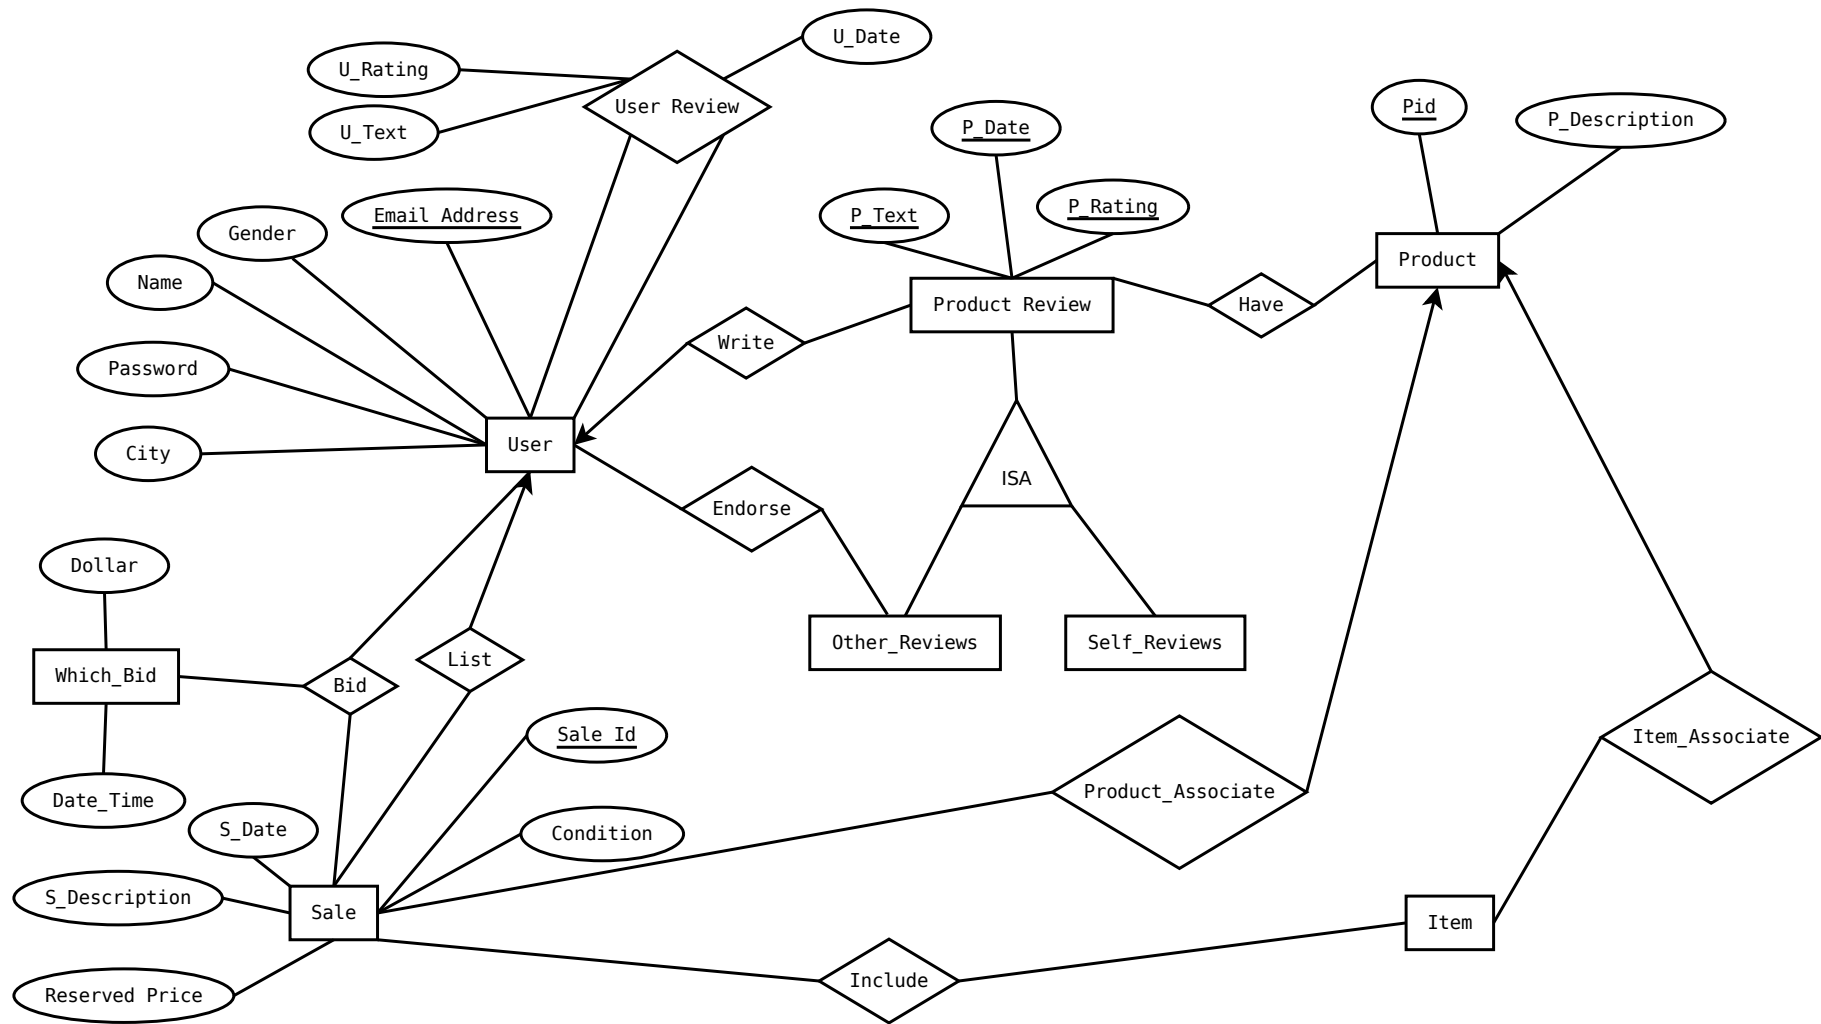 U_Date
U_Rating
User Review
U_Text
P_Date
Pid
P_Description
Email Address
P_Text
P_Rating
Gender
Name
Product
Product Review
Have
Write
Password
User
City
ISA
Endorse
Dollar
Other_Reviews
Self_Reviews
List
Which_Bid
Bid
Sale Id
Item_Associate
Product_Associate
Date_Time
S_Date
Condition
S_Description
Sale
Item
Include
Reserved Price